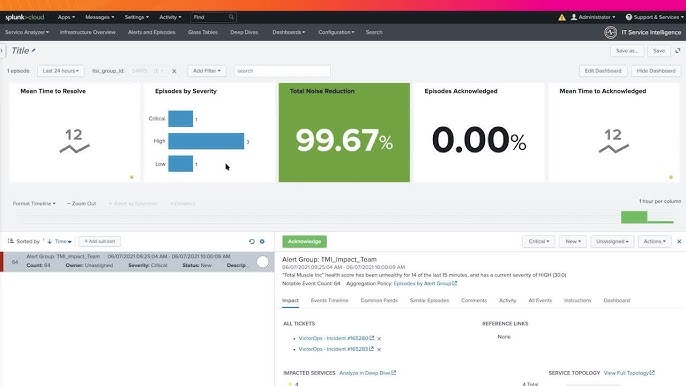 splunk>cloud Apps Messages Settings Activity Find Administrator Support & Services
Service Analyzer Infrastructure Overview Alerts and Episodes Glass Tables Deep Dives Dashboards Configuration Search IT Service Intelligence
Title Save as... Save
1 episode Last 24 hours itsi_group_id: Add Filter search Edit Dashboard Hide Dashboard
Mean Time to Resolve Episodes by Severity Total Noise Reduction Episodes Acknowledged Mean Time to Acknowledged
Critical 1
12 High 3 99.67% 0.00% 12
Low 1
Format Timeline – Zoom Out + Zoom to Selection × Deselect 1 hour per column
Sorted by Time + Add sub sort
Acknowledge Critical New Unassigned Actions
64 Alert Group: TMI_Impact_Team 06/07/2021 09:25:04 AM - 06/07/2021 10:00:09 AM
Count: 64 Owner: Unassigned Severity: Critical Status: New Descrip...
Alert Group: TMI_Impact_Team
06/07/2021 09:25:04 AM - 06/07/2021 10:00:09 AM
"Total Muscle Inc" health score has been unhealthy for 14 of the last 15 minutes, and has a current severity of HIGH (30.0)
Notable Event Count: 64 Aggregation Policy: Episodes by Alert Group
Impact Events Timeline Common Fields Similar Episodes Comments Activity All Events Instructions Dashboard
ALL TICKETS REFERENCE LINKS
VictorOps - Incident #165280 None
VictorOps - Incident #165283
IMPACTED SERVICES Analyze in Deep Dive SERVICE TOPOLOGY View Full Topology
4 4 Total